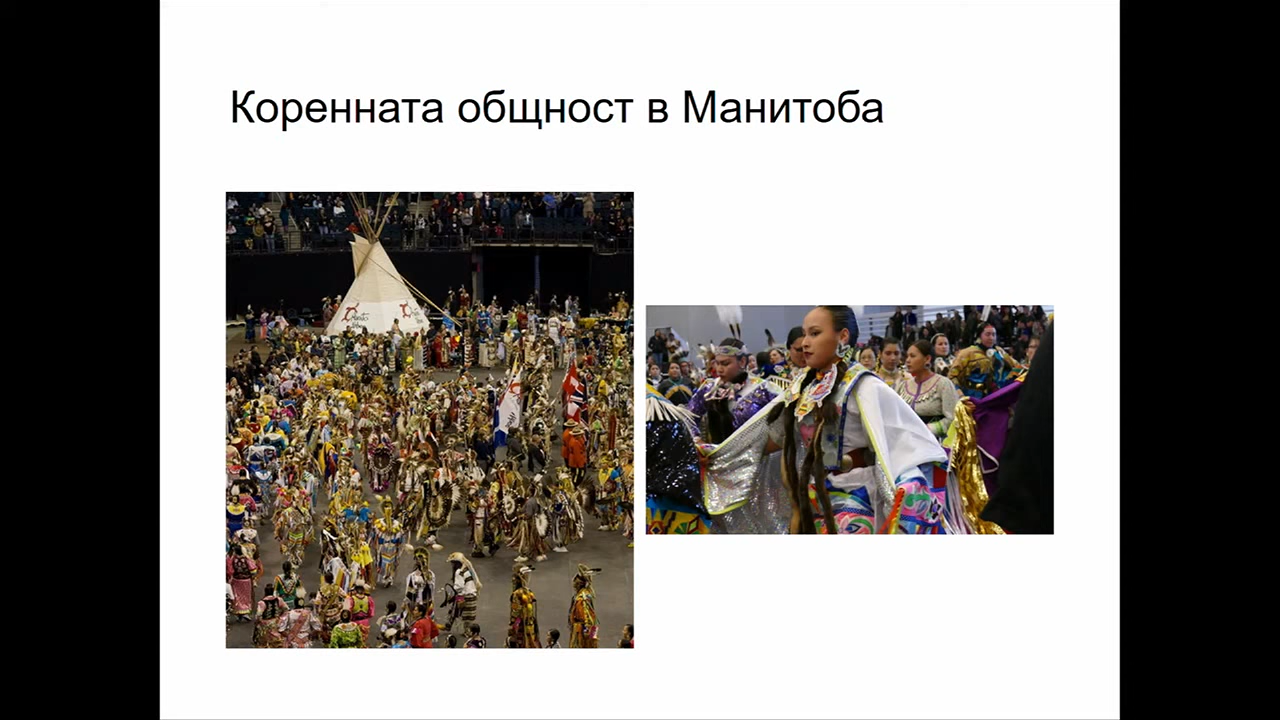 Коренната общност в Манитоба